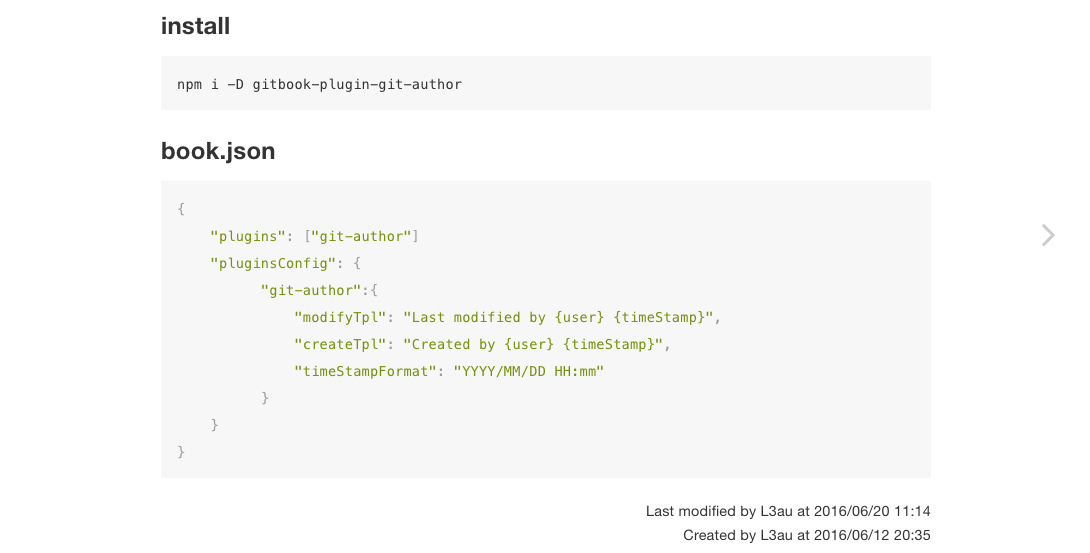 install
npm i -D gitbook-plugin-git-author
book.json
{
    "plugins": ["git-author"]
    "pluginsConfig": {
          "git-author":{
              "modifyTpl": "Last modified by {user} {timeStamp}",
              "createTpl": "Created by {user} {timeStamp}",
              "timeStampFormat": "YYYY/MM/DD HH:mm"
          }
    }
}
Last modified by L3au at 2016/06/20 11:14
Created by L3au at 2016/06/12 20:35